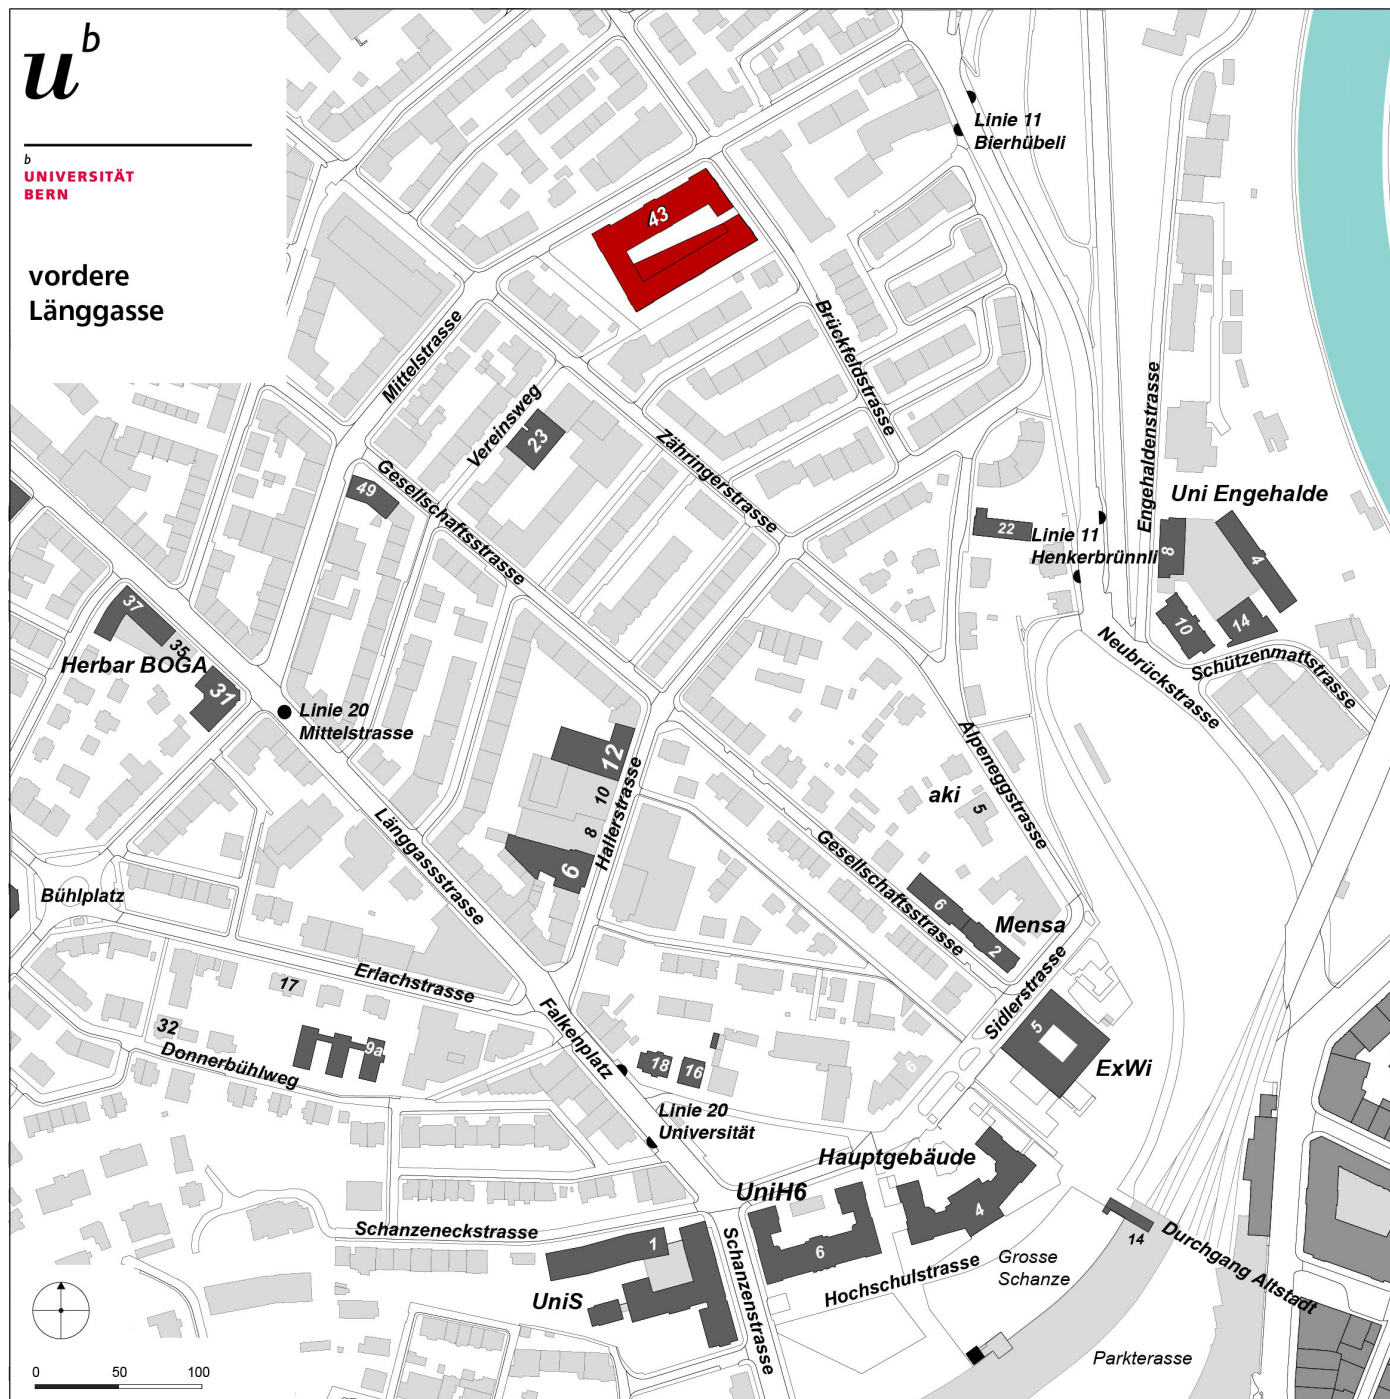 u^b
b
UNIVERSITÄT
BERN
vordere
Länggasse
Linie 11
Bierhübeli
43
Mittelstrasse
Brückfeldstrasse
Vereinsweg
23
Zähringerstrasse
Engehaldenstrasse
49
Gesellschaftsstrasse
Uni Engehalde
22
Linie 11
Henkerbrünnli
8
4
10
14
37
35
Herbar BOGA
31
Neubrückstrasse
Schützenmattstrasse
Linie 20
Mittelstrasse
12
10
8
6
Hallerstrasse
Alpeneggstrasse
aki
5
Länggassstrasse
Gesellschaftsstrasse
6
2
Mensa
Bühlplatz
Erlachstrasse
17
32
Donnerbühlweg
9a
Falkenplatz
18
16
6
Sidlerstrasse
5
ExWi
Linie 20
Universität
Hauptgebäude
4
UniH6
6
Schanzeneckstrasse
1
UniS
Schanzenstrasse
Hochschulstrasse
Grosse
Schanze
14
Durchgang Altstadt
Parkterasse
0 50 100